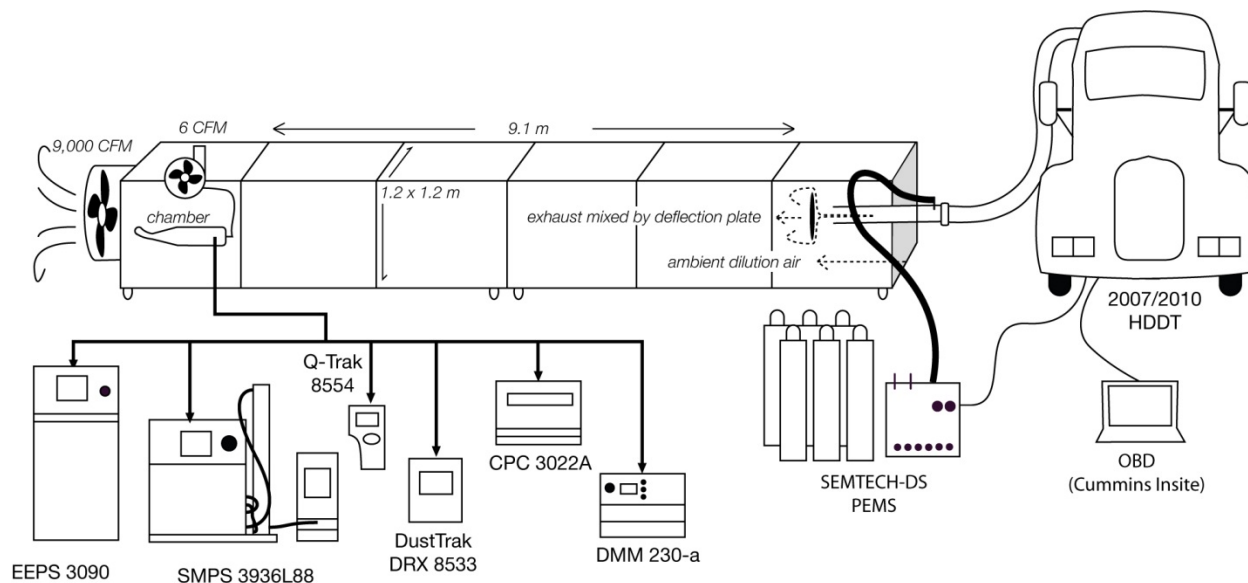 6 CFM
9.1 m
9,000 CFM
1.2 x 1.2 m
chamber
exhaust mixed by deflection plate
ambient dilution air
2007/2010
HDDT
Q-Trak
8554
CPC 3022A
SEMTECH-DS
PEMS
OBD
(Cummins Insite)
DustTrak
DRX 8533
DMM 230-a
EEPS 3090
SMPS 3936L88